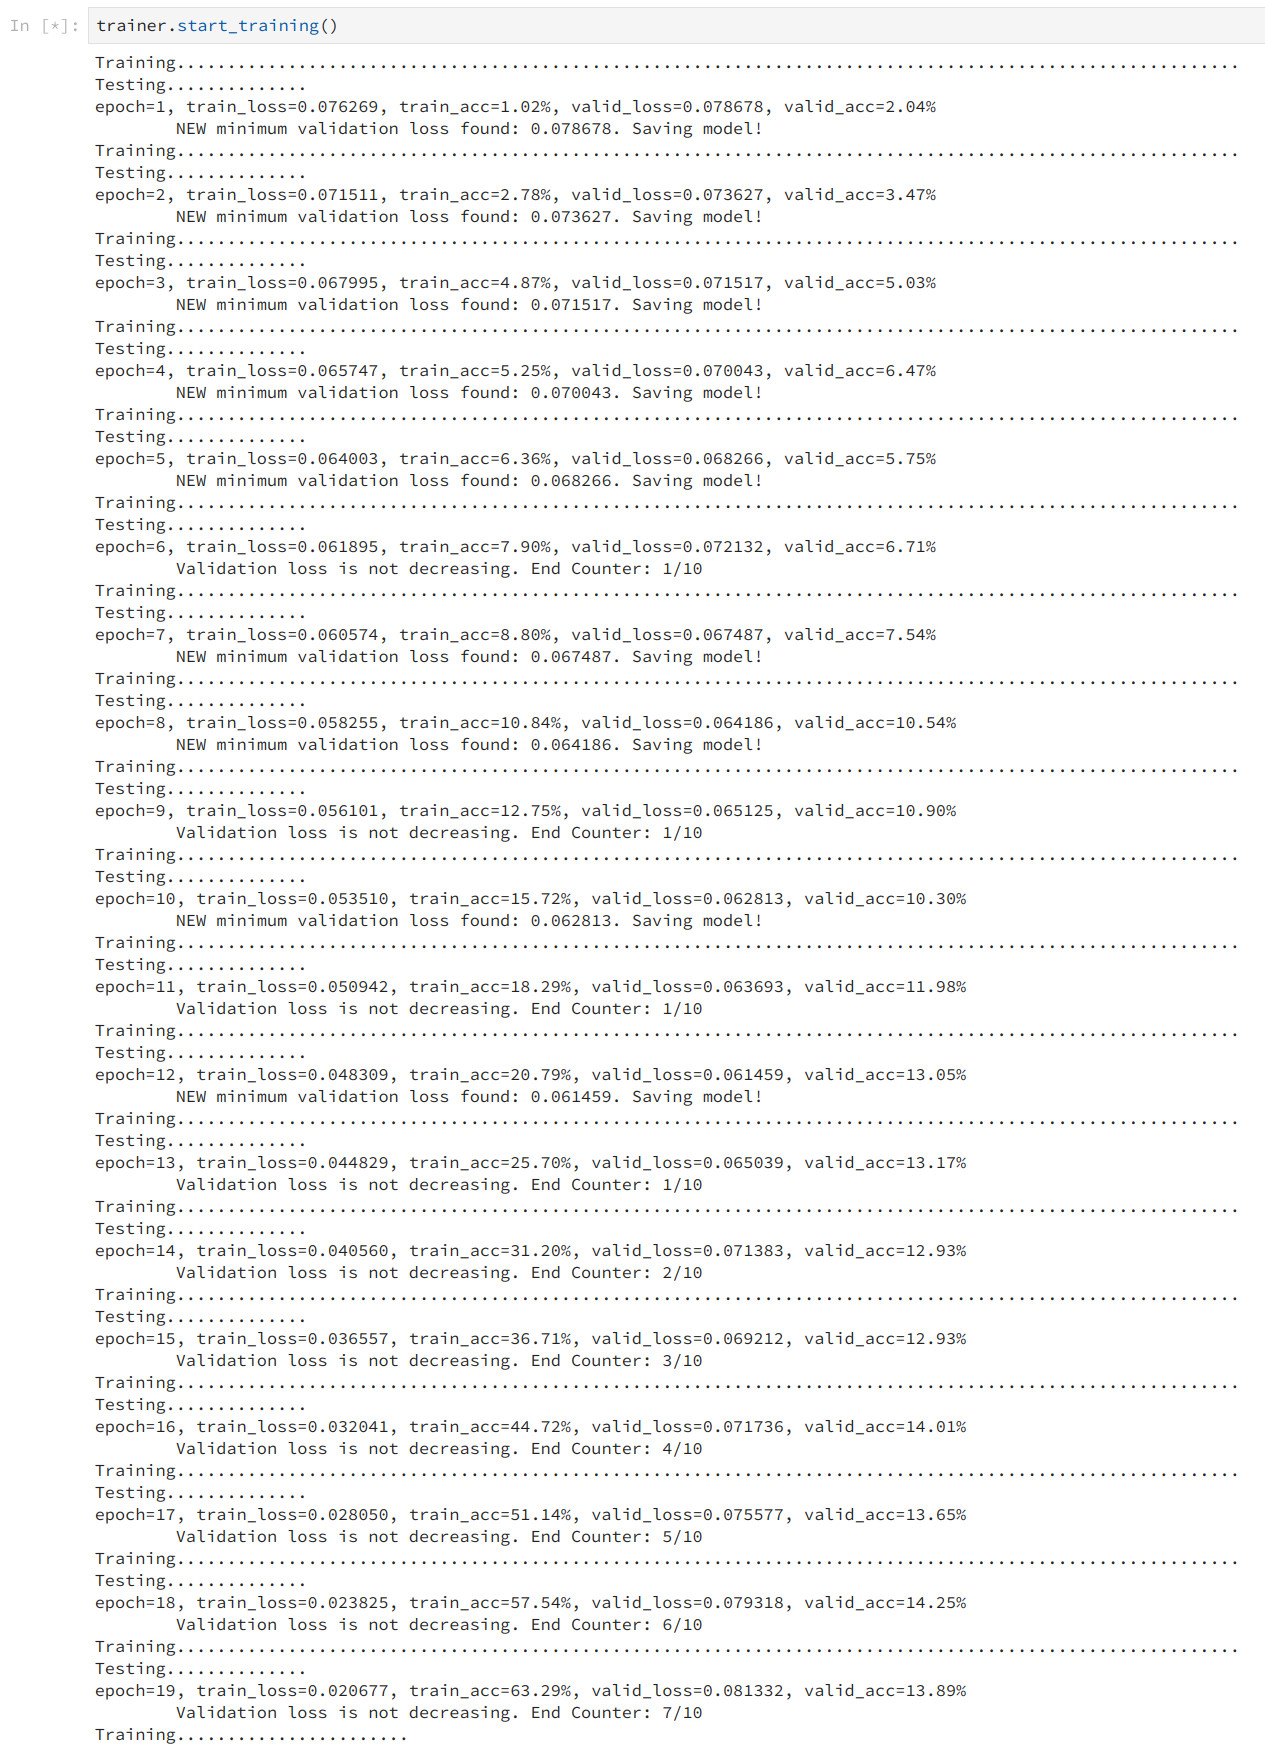 In [*]: trainer.start_training()
Training.........................................................................................................
Testing..............
epoch=1, train_loss=0.076269, train_acc=1.02%, valid_loss=0.078678, valid_acc=2.04%
        NEW minimum validation loss found: 0.078678. Saving model!
Training.........................................................................................................
Testing..............
epoch=2, train_loss=0.071511, train_acc=2.78%, valid_loss=0.073627, valid_acc=3.47%
        NEW minimum validation loss found: 0.073627. Saving model!
Training.........................................................................................................
Testing..............
epoch=3, train_loss=0.067995, train_acc=4.87%, valid_loss=0.071517, valid_acc=5.03%
        NEW minimum validation loss found: 0.071517. Saving model!
Training.........................................................................................................
Testing..............
epoch=4, train_loss=0.065747, train_acc=5.25%, valid_loss=0.070043, valid_acc=6.47%
        NEW minimum validation loss found: 0.070043. Saving model!
Training.........................................................................................................
Testing..............
epoch=5, train_loss=0.064003, train_acc=6.36%, valid_loss=0.068266, valid_acc=5.75%
        NEW minimum validation loss found: 0.068266. Saving model!
Training.........................................................................................................
Testing..............
epoch=6, train_loss=0.061895, train_acc=7.90%, valid_loss=0.072132, valid_acc=6.71%
        Validation loss is not decreasing. End Counter: 1/10
Training.........................................................................................................
Testing..............
epoch=7, train_loss=0.060574, train_acc=8.80%, valid_loss=0.067487, valid_acc=7.54%
        NEW minimum validation loss found: 0.067487. Saving model!
Training.........................................................................................................
Testing..............
epoch=8, train_loss=0.058255, train_acc=10.84%, valid_loss=0.064186, valid_acc=10.54%
        NEW minimum validation loss found: 0.064186. Saving model!
Training.........................................................................................................
Testing..............
epoch=9, train_loss=0.056101, train_acc=12.75%, valid_loss=0.065125, valid_acc=10.90%
        Validation loss is not decreasing. End Counter: 1/10
Training.........................................................................................................
Testing..............
epoch=10, train_loss=0.053510, train_acc=15.72%, valid_loss=0.062813, valid_acc=10.30%
        NEW minimum validation loss found: 0.062813. Saving model!
Training.........................................................................................................
Testing..............
epoch=11, train_loss=0.050942, train_acc=18.29%, valid_loss=0.063693, valid_acc=11.98%
        Validation loss is not decreasing. End Counter: 1/10
Training.........................................................................................................
Testing..............
epoch=12, train_loss=0.048309, train_acc=20.79%, valid_loss=0.061459, valid_acc=13.05%
        NEW minimum validation loss found: 0.061459. Saving model!
Training.........................................................................................................
Testing..............
epoch=13, train_loss=0.044829, train_acc=25.70%, valid_loss=0.065039, valid_acc=13.17%
        Validation loss is not decreasing. End Counter: 1/10
Training.........................................................................................................
Testing..............
epoch=14, train_loss=0.040560, train_acc=31.20%, valid_loss=0.071383, valid_acc=12.93%
        Validation loss is not decreasing. End Counter: 2/10
Training.........................................................................................................
Testing..............
epoch=15, train_loss=0.036557, train_acc=36.71%, valid_loss=0.069212, valid_acc=12.93%
        Validation loss is not decreasing. End Counter: 3/10
Training.........................................................................................................
Testing..............
epoch=16, train_loss=0.032041, train_acc=44.72%, valid_loss=0.071736, valid_acc=14.01%
        Validation loss is not decreasing. End Counter: 4/10
Training.........................................................................................................
Testing..............
epoch=17, train_loss=0.028050, train_acc=51.14%, valid_loss=0.075577, valid_acc=13.65%
        Validation loss is not decreasing. End Counter: 5/10
Training.........................................................................................................
Testing..............
epoch=18, train_loss=0.023825, train_acc=57.54%, valid_loss=0.079318, valid_acc=14.25%
        Validation loss is not decreasing. End Counter: 6/10
Training.........................................................................................................
Testing..............
epoch=19, train_loss=0.020677, train_acc=63.29%, valid_loss=0.081332, valid_acc=13.89%
        Validation loss is not decreasing. End Counter: 7/10
Training.......................